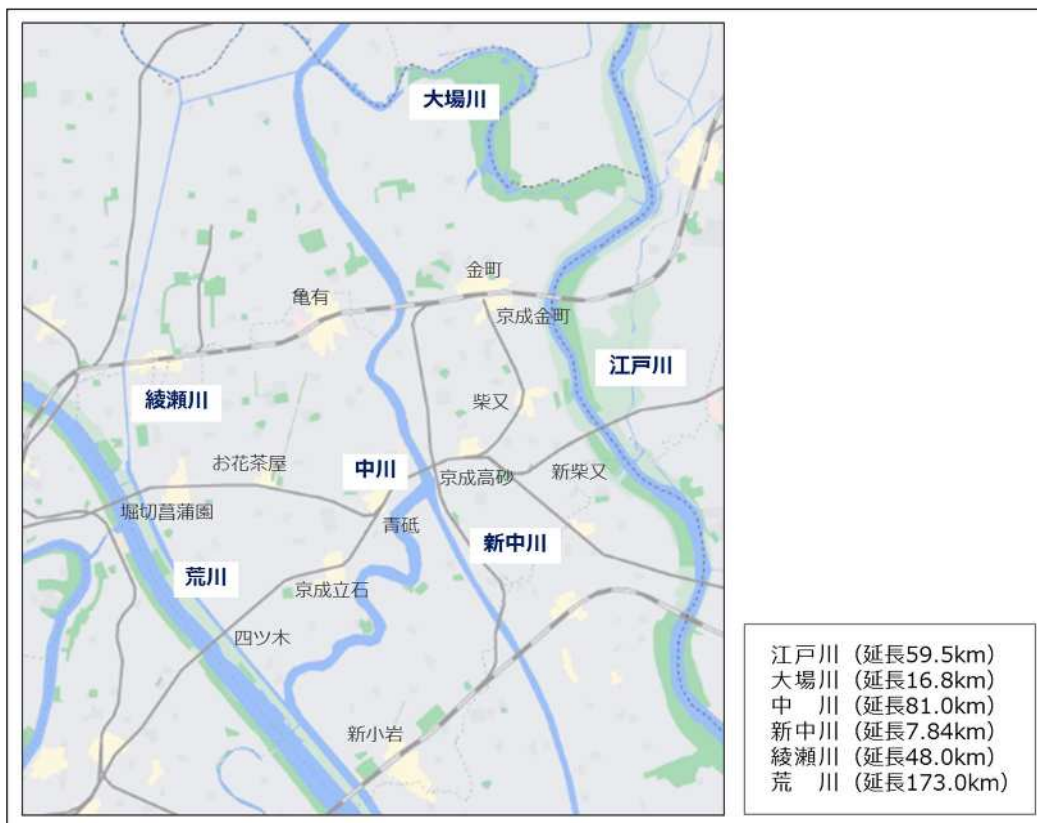 大場川
金町
亀有
京成金町
江戸川
綾瀬川
柴又
お花茶屋
中川
京成高砂
新柴又
堀切菖蒲園
青砥
新中川
荒川
京成立石
四ツ木
新小岩
江戸川（延長59.5km）
大場川（延長16.8km）
中　川（延長81.0km）
新中川（延長7.84km）
綾瀬川（延長48.0km）
荒　川（延長173.0km）